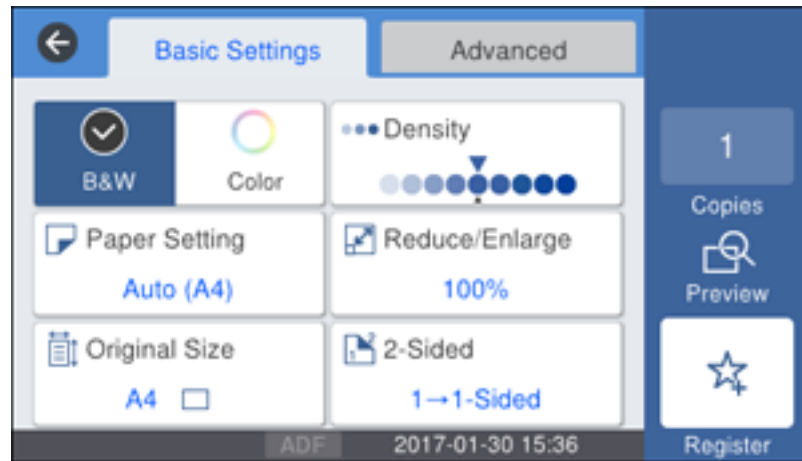 Basic Settings
Advanced
B&W
Color
Density
Paper Setting
Auto (A4)
Reduce/Enlarge
100%
Original Size
A4
2-Sided
1→1-Sided
1
Copies
Preview
Register
ADF
2017-01-30 15:36